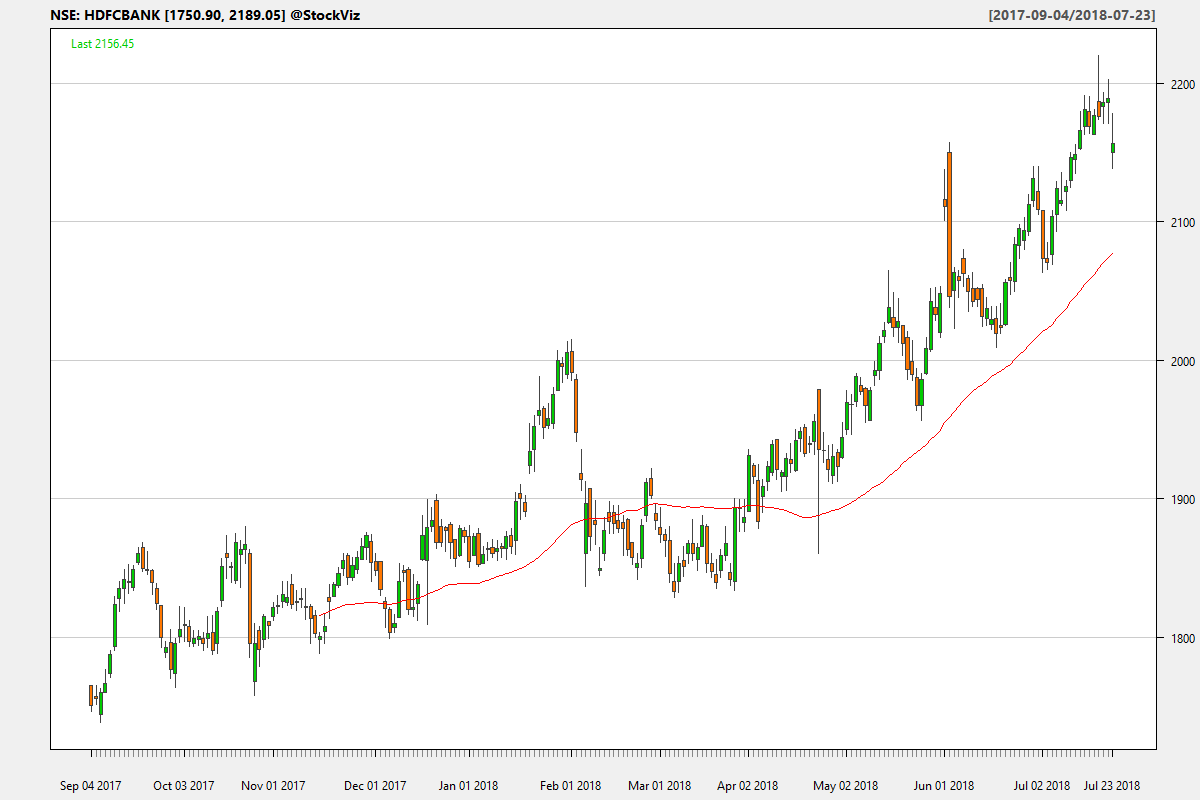 NSE: HDFCBANK [1750.90, 2189.05] @StockViz [2017-09-04/2018-07-23]
Last 2156.45
2200
2100
2000
1900
1800
Sep 04 2017 Oct 03 2017 Nov 01 2017 Dec 01 2017 Jan 01 2018 Feb 01 2018 Mar 01 2018 Apr 02 2018 May 02 2018 Jun 01 2018 Jul 02 2018 Jul 23 2018